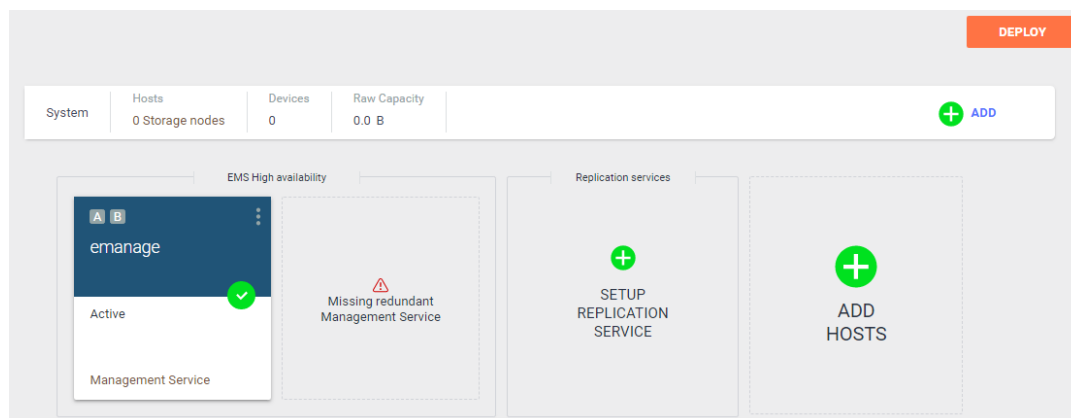 DEPLOY
System
Hosts
0 Storage nodes
Devices
0
Raw Capacity
0.0 B
ADD
EMS High availability
A B
emanage
Active
Management Service
Missing redundant
Management Service
Replication services
SETUP
REPLICATION
SERVICE
ADD
HOSTS